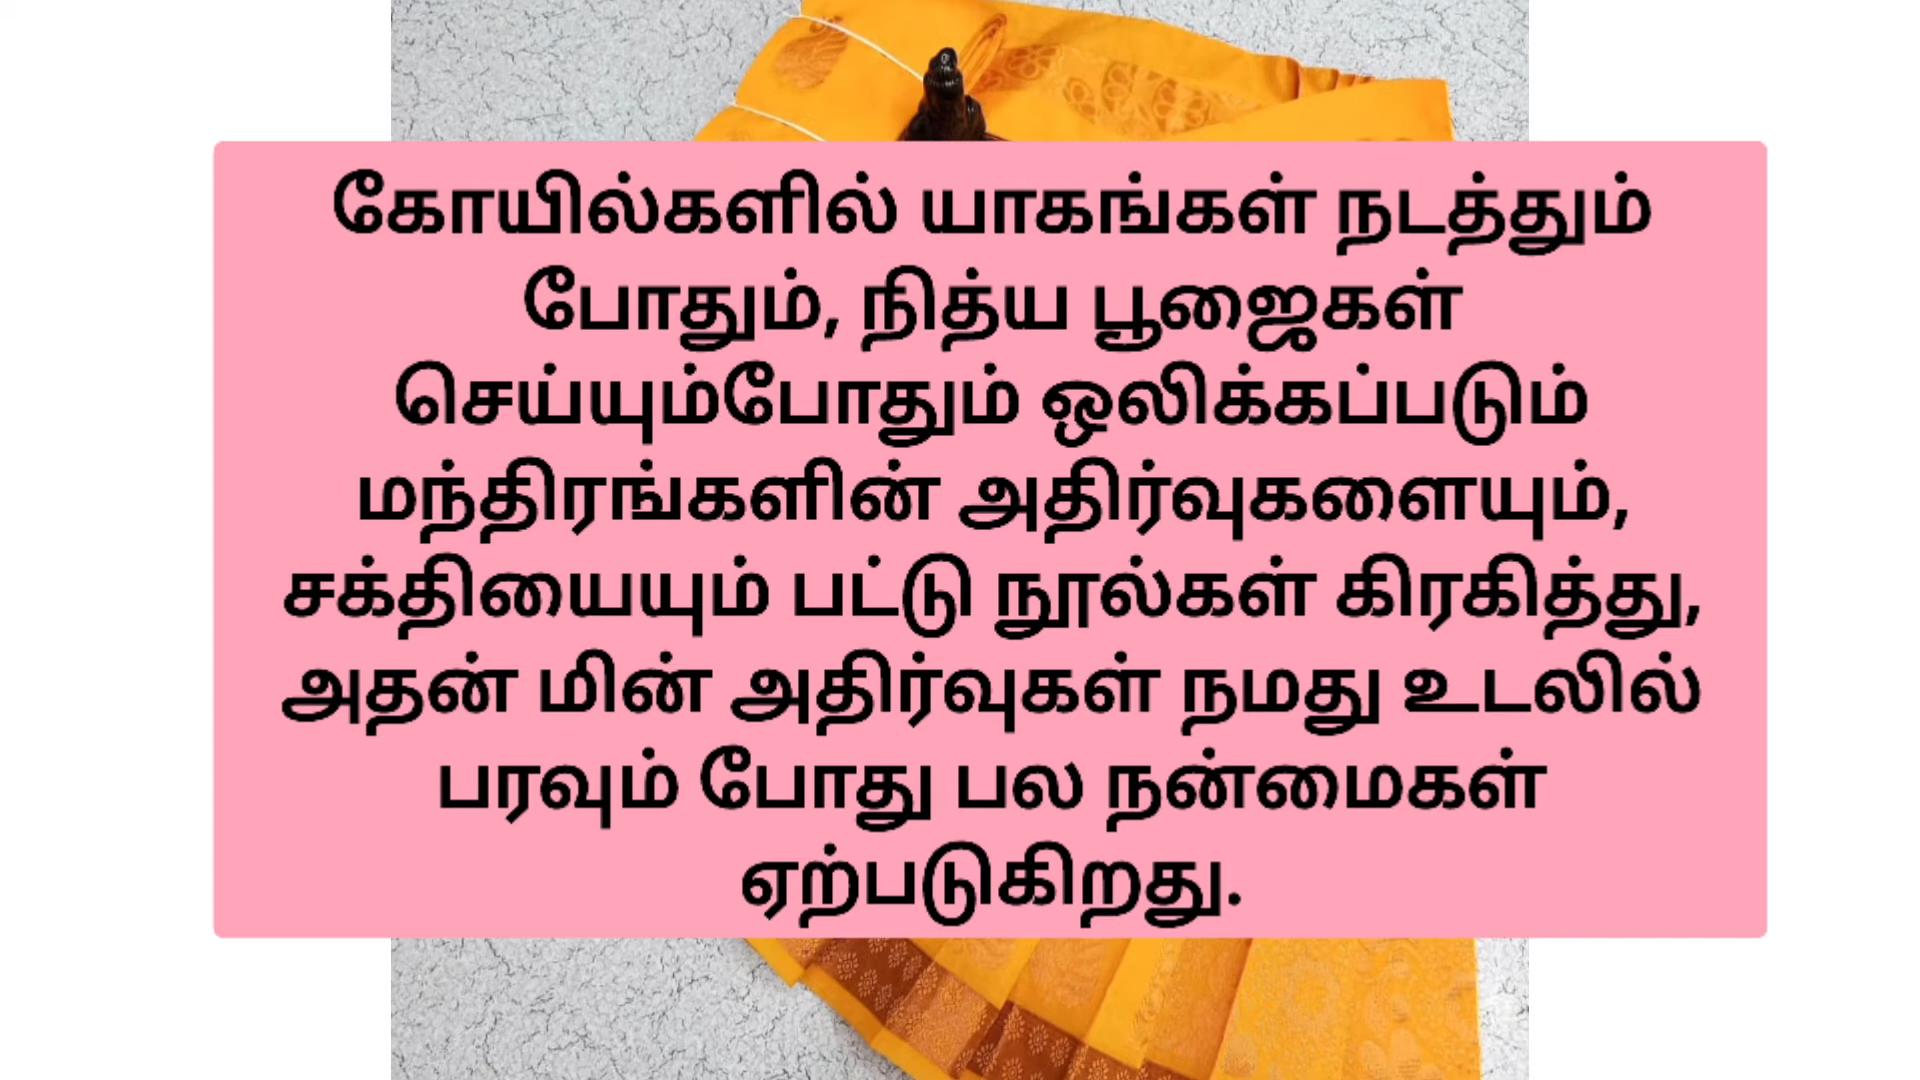 கோயில்களில் யாகங்கள் நடத்தும்
போதும், நித்ய பூஜைகள்
செய்யும்போதும் ஒலிக்கப்படும்
மந்திரங்களின் அதிர்வுகளையும்,
சக்தியையும் பட்டு நூல்கள் கிரகித்து,
அதன் மின் அதிர்வுகள் நமது உடலில்
பரவும் போது பல நன்மைகள்
ஏற்படுகிறது.